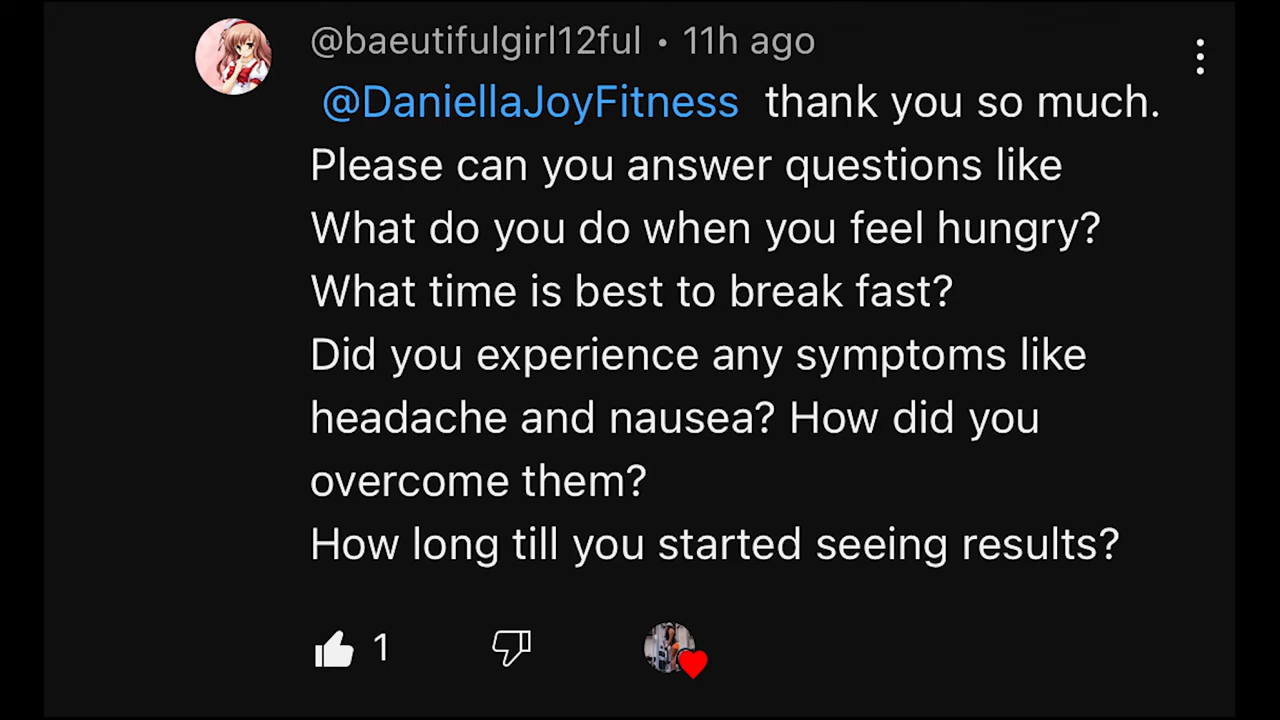 @baeutifulgirl12ful • 11h ago
@DaniellaJoyFitness thank you so much.
Please can you answer questions like
What do you do when you feel hungry?
What time is best to break fast?
Did you experience any symptoms like
headache and nausea? How did you
overcome them?
How long till you started seeing results?
1